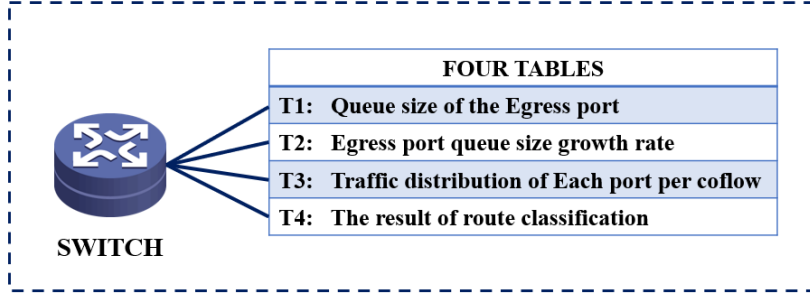 FOUR TABLES
T1: Queue size of the Egress port
T2: Egress port queue size growth rate
T3: Traffic distribution of Each port per coflow
T4: The result of route classification
SWITCH